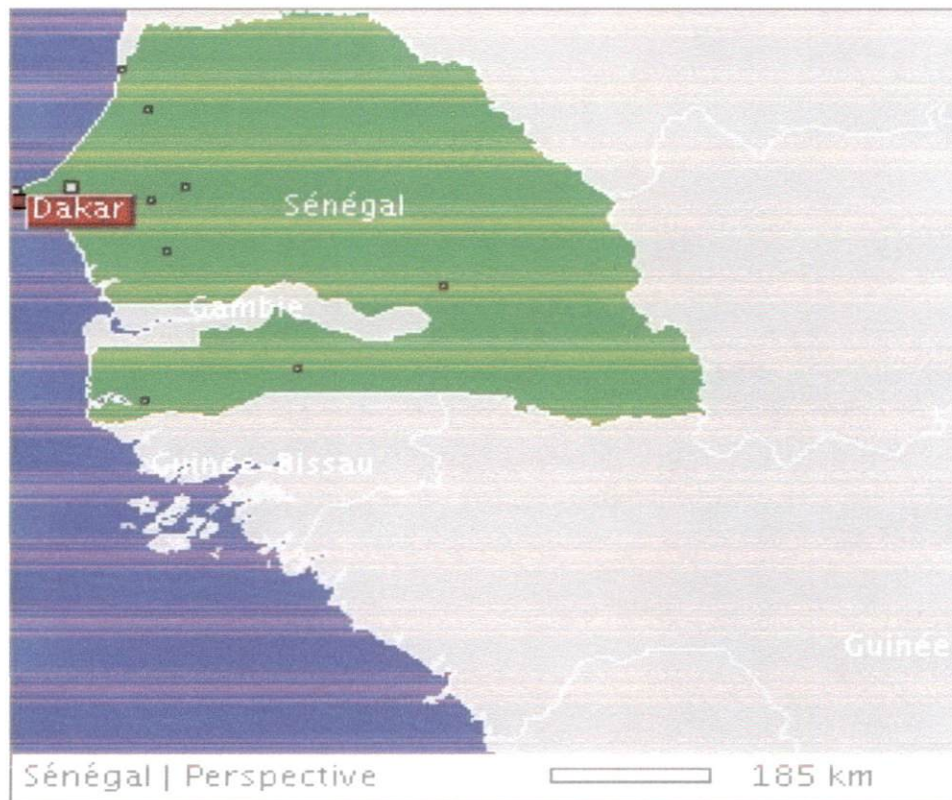 Dakar
Sénégal
Gambie
Guinée-Bissau
Guinée
Sénégal | Perspective
185 km